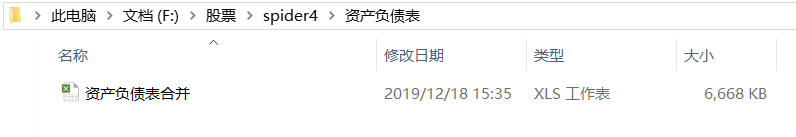 此电脑 > 文档 (F:) > 股票 > spider4 > 资产负债表
名称 修改日期 类型 大小
资产负债表合并 2019/12/18 15:35 XLS 工作表 6,668 KB